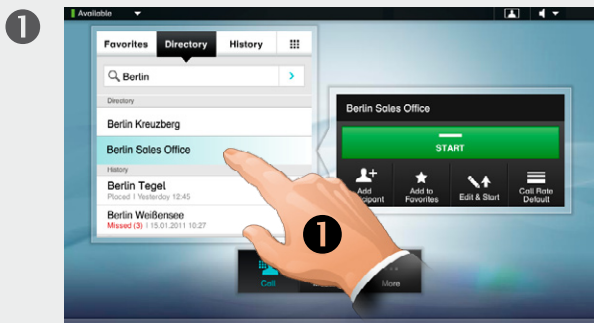 1
Available
Favorites Directory History
Berlin
Directory
Berlin Kreuzberg
Berlin Sales Office
History
Berlin Tegel
Placed | Yesterday 12:45
Berlin Weißensee
Missed (3) | 15.01.2011 10:27
Berlin Sales Office
START
Add
Add to Favorites
Edit & Start
Call Rate Default
1
Call
More